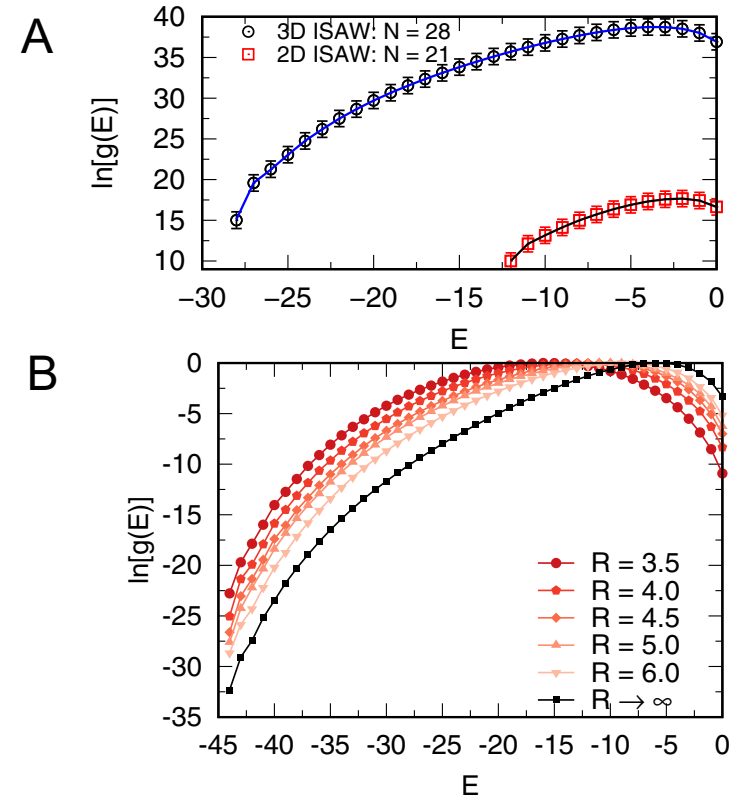 A
40
35
30
25
20
15
10
ln[g(E)]
3D ISAW: N = 28
2D ISAW: N = 21
−30 −25 −20 −15 −10 −5 0
E
B
0
-5
-10
-15
-20
-25
-30
-35
ln[g(E)]
R = 3.5
R = 4.0
R = 4.5
R = 5.0
R = 6.0
R → ∞
-45 -40 -35 -30 -25 -20 -15 -10 -5 0
E